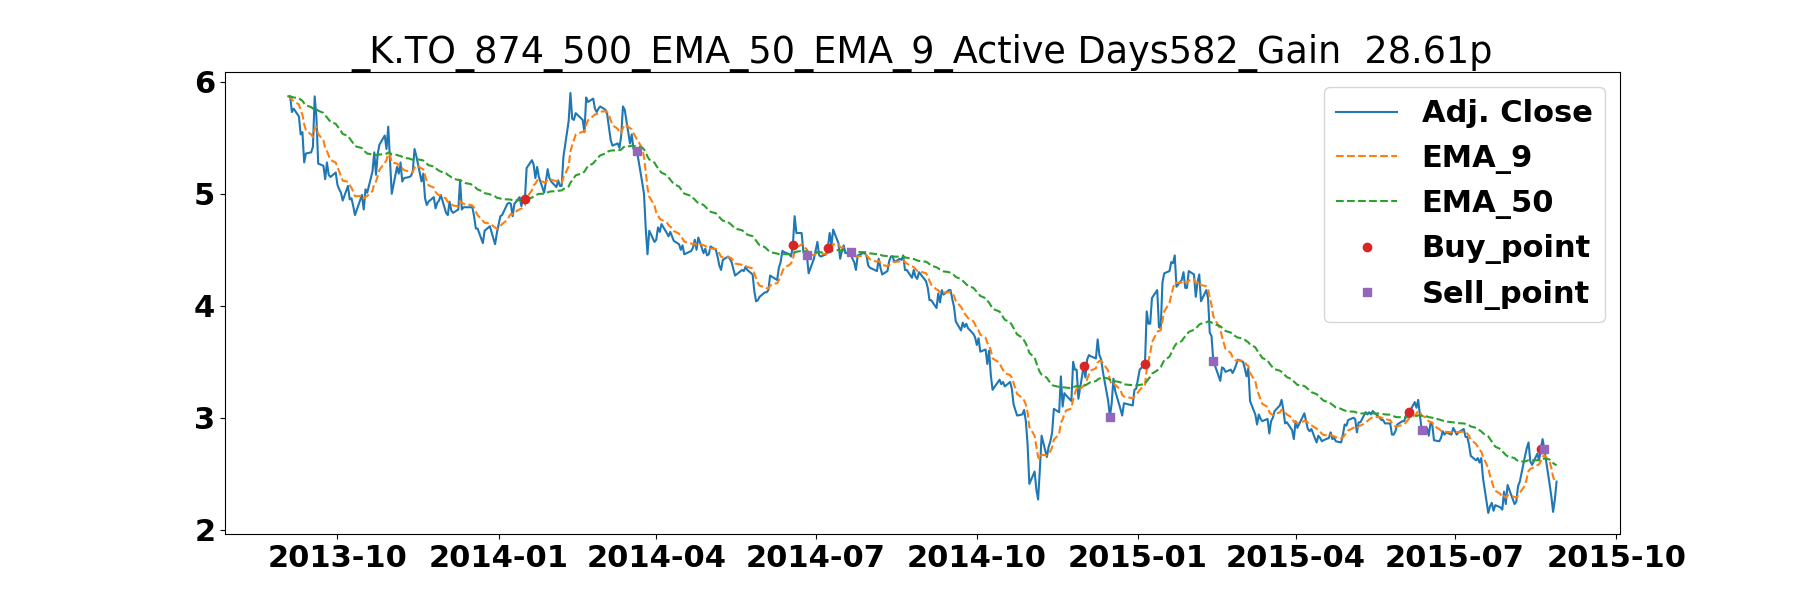 _K.TO_874_500_EMA_50_EMA_9_Active Days582_Gain  28.61p
6
5
4
3
2
Adj. Close
EMA_9
EMA_50
Buy_point
Sell_point
2013-10 2014-01 2014-04 2014-07 2014-10 2015-01 2015-04 2015-07 2015-10